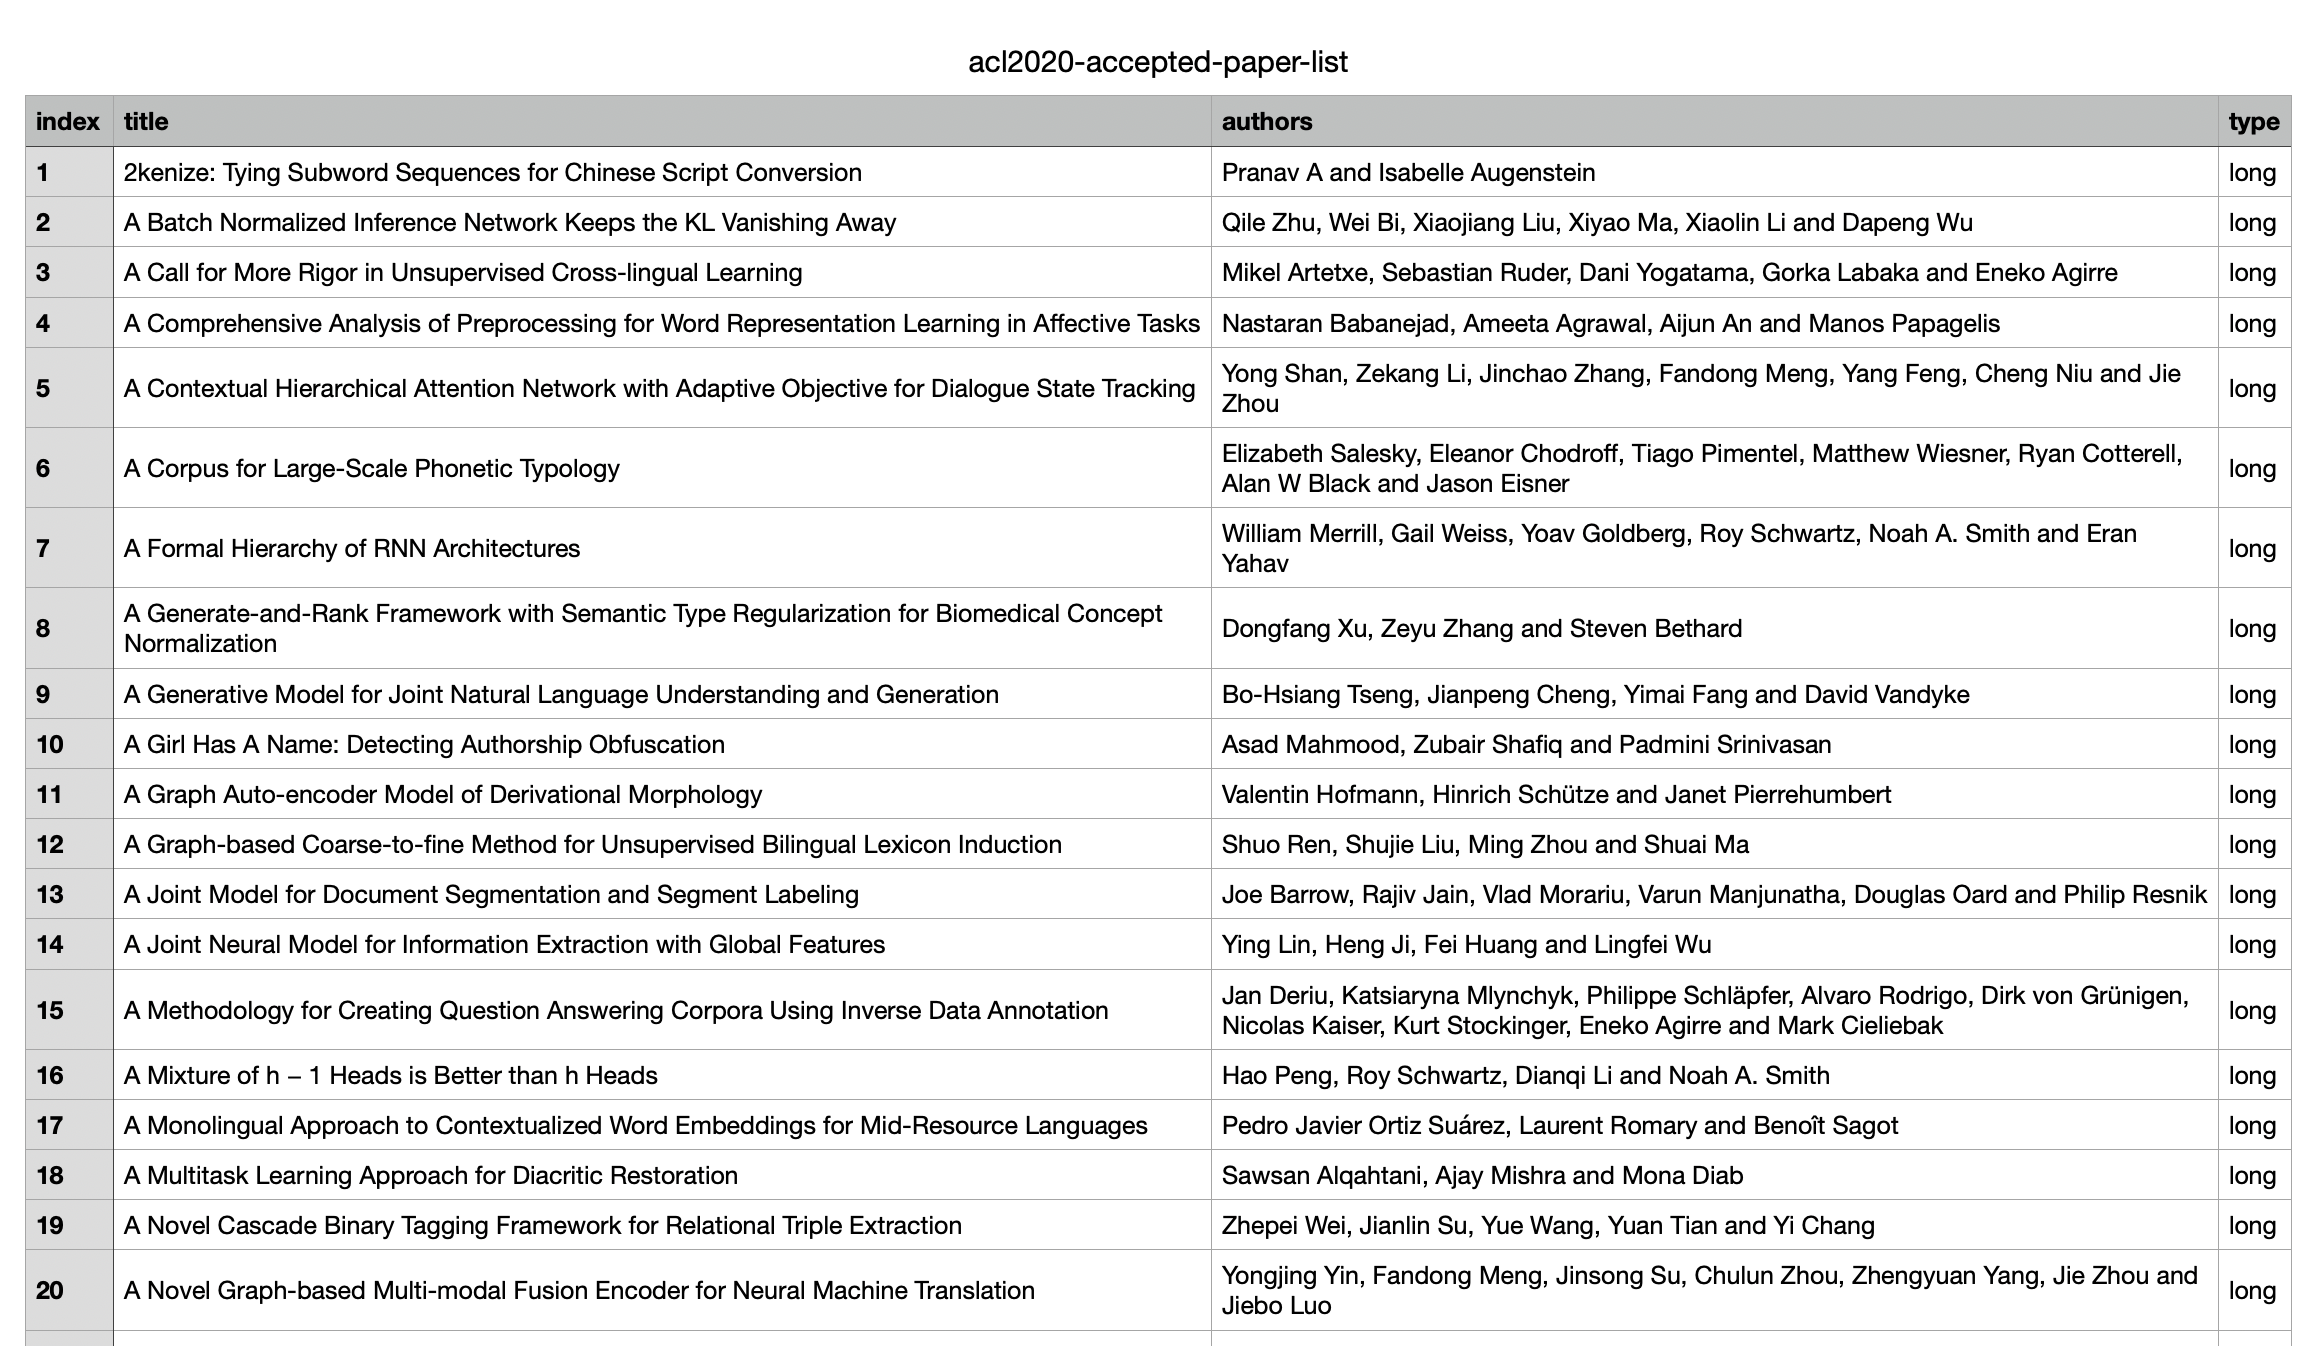 acl2020-accepted-paper-list
index title authors type
1 2kenize: Tying Subword Sequences for Chinese Script Conversion Pranav A and Isabelle Augenstein long
2 A Batch Normalized Inference Network Keeps the KL Vanishing Away Qile Zhu, Wei Bi, Xiaojiang Liu, Xiyao Ma, Xiaolin Li and Dapeng Wu long
3 A Call for More Rigor in Unsupervised Cross-lingual Learning Mikel Artetxe, Sebastian Ruder, Dani Yogatama, Gorka Labaka and Eneko Agirre long
4 A Comprehensive Analysis of Preprocessing for Word Representation Learning in Affective Tasks Nastaran Babanejad, Ameeta Agrawal, Aijun An and Manos Papagelis long
5 A Contextual Hierarchical Attention Network with Adaptive Objective for Dialogue State Tracking Yong Shan, Zekang Li, Jinchao Zhang, Fandong Meng, Yang Feng, Cheng Niu and Jie
Zhou long
6 A Corpus for Large-Scale Phonetic Typology Elizabeth Salesky, Eleanor Chodroff, Tiago Pimentel, Matthew Wiesner, Ryan Cotterell,
Alan W Black and Jason Eisner long
7 A Formal Hierarchy of RNN Architectures William Merrill, Gail Weiss, Yoav Goldberg, Roy Schwartz, Noah A. Smith and Eran
Yahav long
8 A Generate-and-Rank Framework with Semantic Type Regularization for Biomedical Concept
Normalization Dongfang Xu, Zeyu Zhang and Steven Bethard long
9 A Generative Model for Joint Natural Language Understanding and Generation Bo-Hsiang Tseng, Jianpeng Cheng, Yimai Fang and David Vandyke long
10 A Girl Has A Name: Detecting Authorship Obfuscation Asad Mahmood, Zubair Shafiq and Padmini Srinivasan long
11 A Graph Auto-encoder Model of Derivational Morphology Valentin Hofmann, Hinrich Schütze and Janet Pierrehumbert long
12 A Graph-based Coarse-to-fine Method for Unsupervised Bilingual Lexicon Induction Shuo Ren, Shujie Liu, Ming Zhou and Shuai Ma long
13 A Joint Model for Document Segmentation and Segment Labeling Joe Barrow, Rajiv Jain, Vlad Morariu, Varun Manjunatha, Douglas Oard and Philip Resnik long
14 A Joint Neural Model for Information Extraction with Global Features Ying Lin, Heng Ji, Fei Huang and Lingfei Wu long
15 A Methodology for Creating Question Answering Corpora Using Inverse Data Annotation Jan Deriu, Katsiaryna Mlynchyk, Philippe Schläpfer, Alvaro Rodrigo, Dirk von Grünigen,
Nicolas Kaiser, Kurt Stockinger, Eneko Agirre and Mark Cieliebak long
16 A Mixture of h – 1 Heads is Better than h Heads Hao Peng, Roy Schwartz, Dianqi Li and Noah A. Smith long
17 A Monolingual Approach to Contextualized Word Embeddings for Mid-Resource Languages Pedro Javier Ortiz Suárez, Laurent Romary and Benoît Sagot long
18 A Multitask Learning Approach for Diacritic Restoration Sawsan Alqahtani, Ajay Mishra and Mona Diab long
19 A Novel Cascade Binary Tagging Framework for Relational Triple Extraction Zhepei Wei, Jianlin Su, Yue Wang, Yuan Tian and Yi Chang long
20 A Novel Graph-based Multi-modal Fusion Encoder for Neural Machine Translation Yongjing Yin, Fandong Meng, Jinsong Su, Chulun Zhou, Zhengyuan Yang, Jie Zhou and
Jiebo Luo long